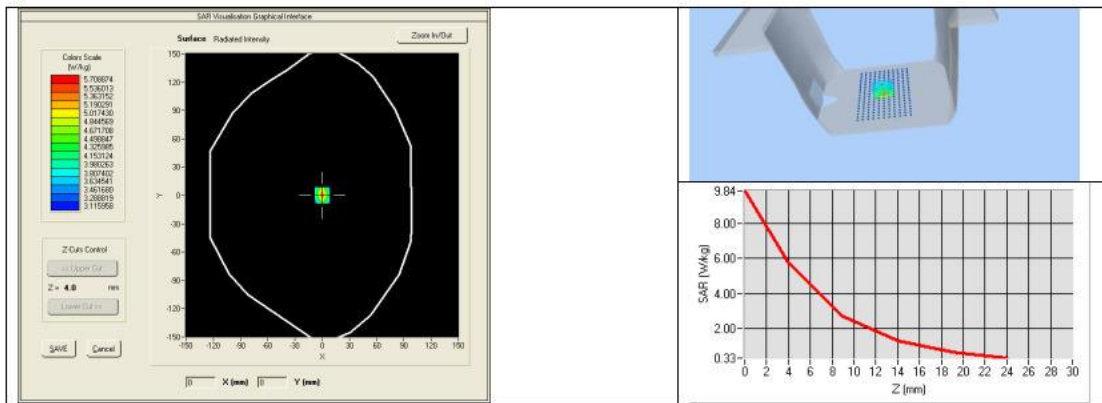 SAR Visualisation Graphical Interface
Surface Radiated Intensity
Zoom In/Out
Colors Scale
(W/kg)
5.708874
5.536013
5.363152
5.190291
5.017430
4.844569
4.671708
4.498847
4.325985
4.153124
3.980263
3.807402
3.634541
3.461680
3.288819
3.115958
150
120
90
60
30
0
-30
-60
-90
-120
-150
Y
-150 -120 -90 -60 -30 0 30 60 90 120 150
X
Z-Cuts Control
<< Upper Cut
Z = 4.0 mm
Lower Cut >>
SAVE Cancel
0 X (mm) 0 Y (mm)
9.84
8.00
6.00
4.00
2.00
0.33
SAR (W/kg)
0 2 4 6 8 10 12 14 16 18 20 22 24 26 28 30
Z (mm)